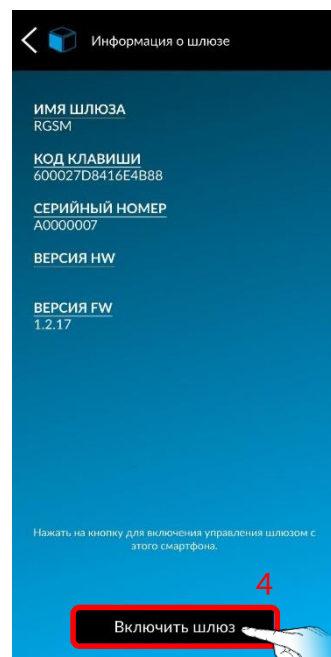 Информация о шлюзе
ИМЯ ШЛЮЗА
RGSM
КОД КЛАВИШИ
600027D8416E4B88
СЕРИЙНЫЙ НОМЕР
A0000007
ВЕРСИЯ HW
ВЕРСИЯ FW
1.2.17
Нажать на кнопку для включения управления шлюзом с
этого смартфона.
4
Включить шлюз